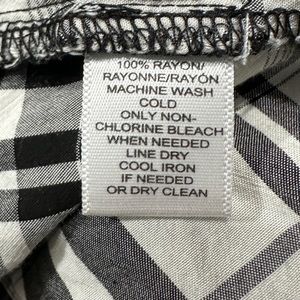 100% RAYON/
RAYONNE/RAYÓN
MACHINE WASH
COLD
ONLY NON-
CHLORINE BLEACH
WHEN NEEDED
LINE DRY
COOL IRON
IF NEEDED
OR DRY CLEAN